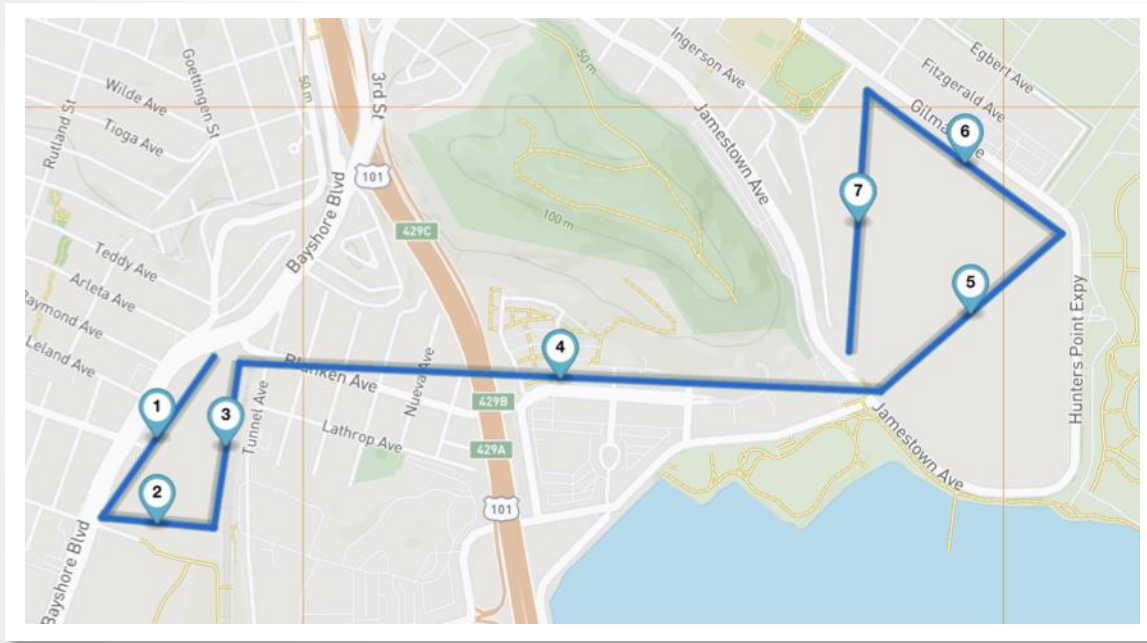 Ingerson Ave
Egbert Ave
Fitzgerald Ave
50 m
Goettingen St
3rd St
50 m
Wilde Ave
Rutland St
Tioga Ave
Jamestown Ave
Gilma
e
6
101
7
100 m
Bayshore Blvd
429C
Teddy Ave
Arleta Ave
5
Raymond Ave
Hunters Point Expy
Leland Ave
4
Blanken Ave
Nueva Ave
1
3
Tunnel Ave
429B
Jamestown Ave
Lathrop Ave
429A
2
101
Bayshore Blvd